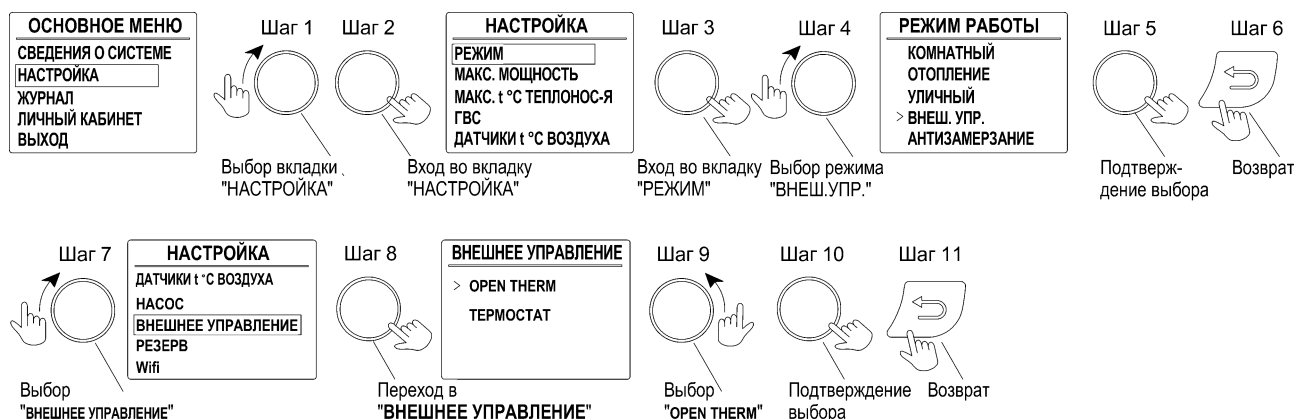 ОСНОВНОЕ МЕНЮ
СВЕДЕНИЯ О СИСТЕМЕ
НАСТРОЙКА
ЖУРНАЛ
ЛИЧНЫЙ КАБИНЕТ
ВЫХОД
Шаг 1
Выбор вкладки
"НАСТРОЙКА"
Шаг 2
Вход во вкладку
"НАСТРОЙКА"
НАСТРОЙКА
РЕЖИМ
МАКС. МОЩНОСТЬ
МАКС. t °С ТЕПЛОНОС-Я
ГВС
ДАТЧИКИ t °С ВОЗДУХА
Шаг 3
Вход во вкладку
"РЕЖИМ"
Шаг 4
Выбор режима
"ВНЕШ.УПР."
РЕЖИМ РАБОТЫ
КОМНАТНЫЙ
ОТОПЛЕНИЕ
УЛИЧНЫЙ
> ВНЕШ. УПР.
АНТИЗАМЕРЗАНИЕ
Шаг 5
Подтверж-
дение выбора
Шаг 6
Возврат
Шаг 7
Выбор
"ВНЕШНЕЕ УПРАВЛЕНИЕ"
НАСТРОЙКА
ДАТЧИКИ t °С ВОЗДУХА
НАСОС
ВНЕШНЕЕ УПРАВЛЕНИЕ
РЕЗЕРВ
Wifi
Шаг 8
Переход в
"ВНЕШНЕЕ УПРАВЛЕНИЕ"
ВНЕШНЕЕ УПРАВЛЕНИЕ
> OPEN THERM
ТЕРМОСТАТ
Шаг 9
Выбор
"OPEN THERM"
Шаг 10
Подтверждение
выбора
Шаг 11
Возврат